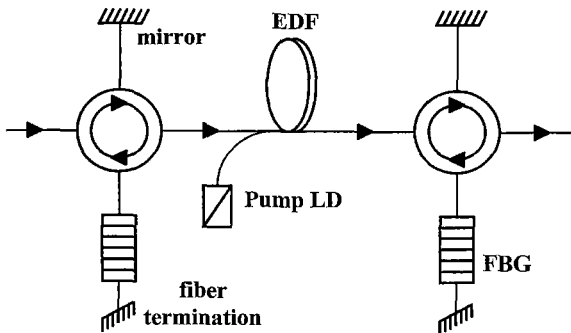 EDF
mirror
Pump LD
FBG
fiber
termination